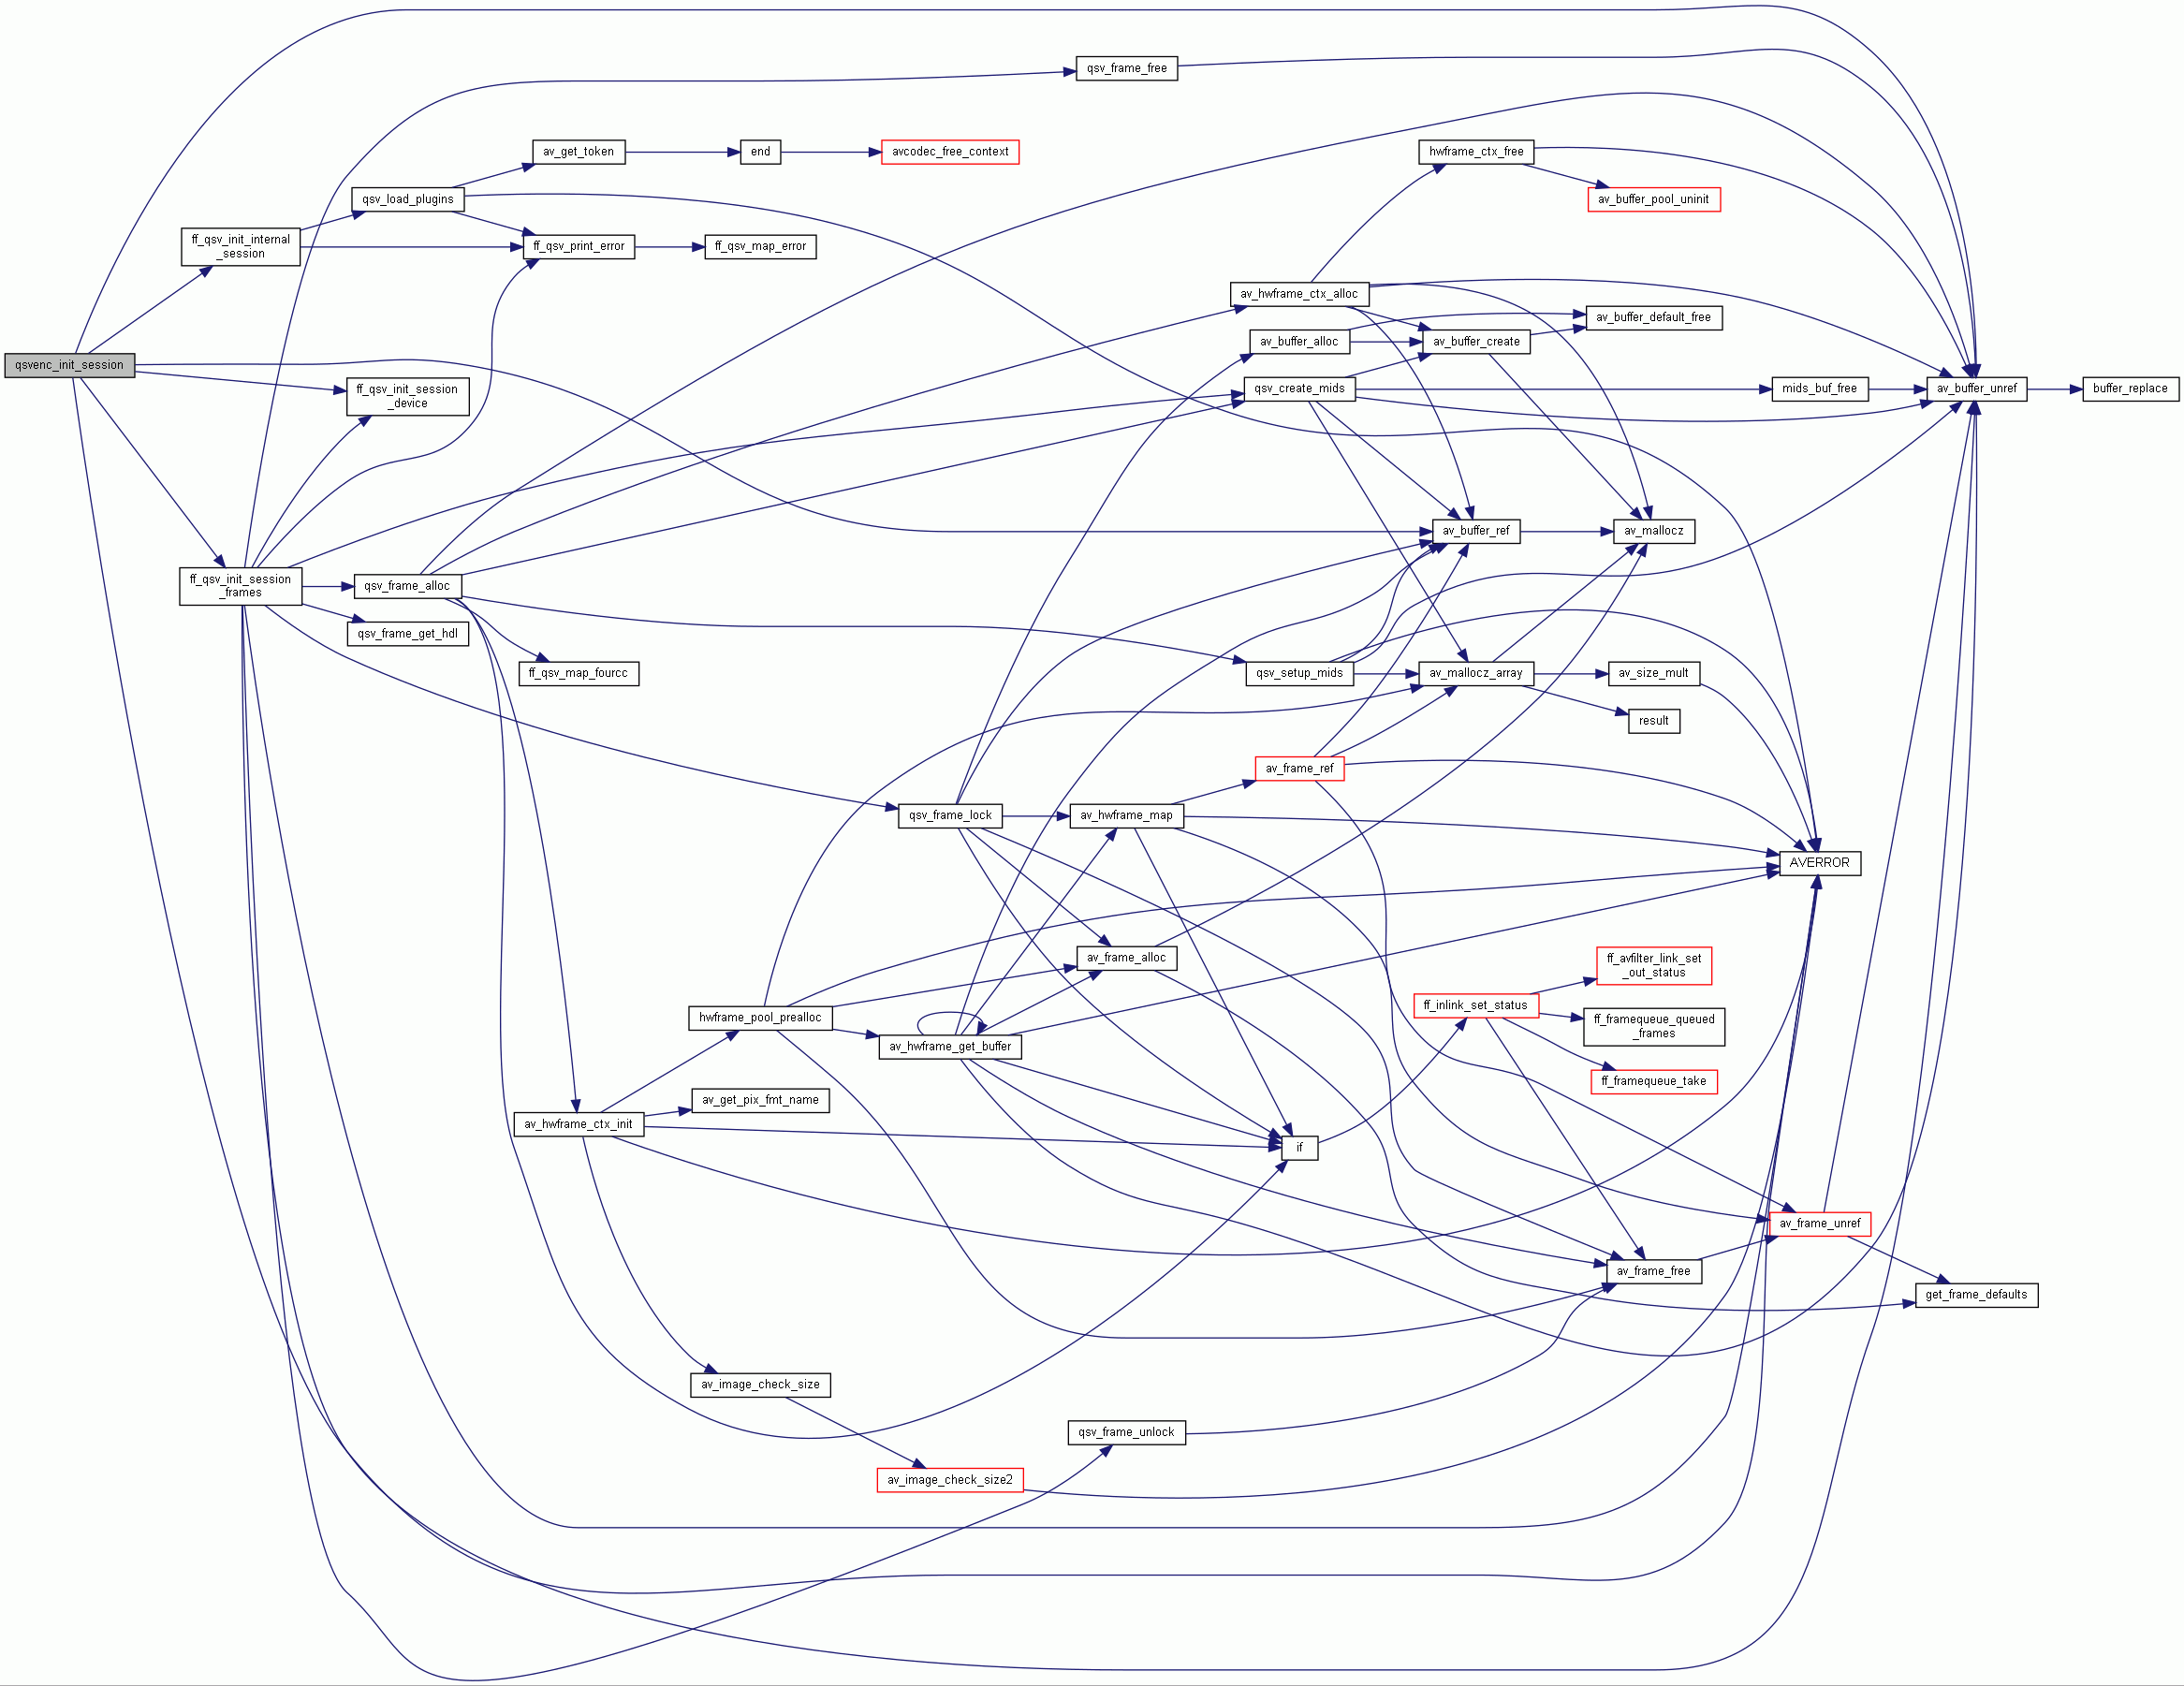 qsv_frame_free
av_get_token
end
avcodec_free_context
hwframe_ctx_free
qsv_load_plugins
av_buffer_pool_uninit
ff_qsv_init_internal
_session
ff_qsv_print_error
ff_qsv_map_error
av_hwframe_ctx_alloc
av_buffer_default_free
av_buffer_alloc
av_buffer_create
qsvenc_init_session
ff_qsv_init_session
_device
qsv_create_mids
mids_buf_free
av_buffer_unref
buffer_replace
av_buffer_ref
av_mallocz
ff_qsv_init_session
_frames
qsv_frame_alloc
qsv_frame_get_hdl
ff_qsv_map_fourcc
qsv_setup_mids
av_mallocz_array
av_size_mult
result
av_frame_ref
qsv_frame_lock
av_hwframe_map
AVERROR
av_frame_alloc
ff_avfilter_link_set
_out_status
ff_inlink_set_status
hwframe_pool_prealloc
ff_framequeue_queued
_frames
av_hwframe_get_buffer
ff_framequeue_take
av_get_pix_fmt_name
av_hwframe_ctx_init
if
av_frame_unref
av_frame_free
get_frame_defaults
av_image_check_size
qsv_frame_unlock
av_image_check_size2